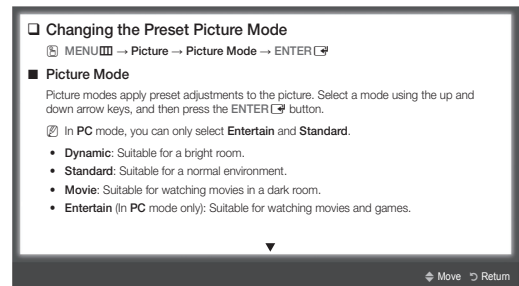 ❑ Changing the Preset Picture Mode
MENU → Picture → Picture Mode → ENTER
■ Picture Mode
Picture modes apply preset adjustments to the picture. Select a mode using the up and
down arrow keys, and then press the ENTER button.
In PC mode, you can only select Entertain and Standard.
• Dynamic: Suitable for a bright room.
• Standard: Suitable for a normal environment.
• Movie: Suitable for watching movies in a dark room.
• Entertain (In PC mode only): Suitable for watching movies and games.
▼
Move Return